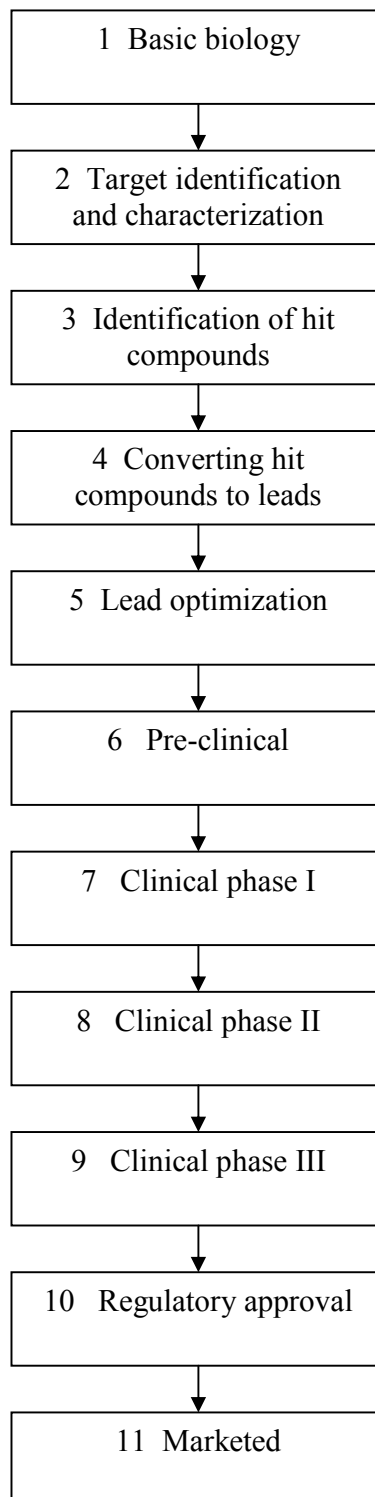 1 Basic biology
2 Target identification
and characterization
3 Identification of hit
compounds
4 Converting hit
compounds to leads
5 Lead optimization
6 Pre-clinical
7 Clinical phase I
8 Clinical phase II
9 Clinical phase III
10 Regulatory approval
11 Marketed